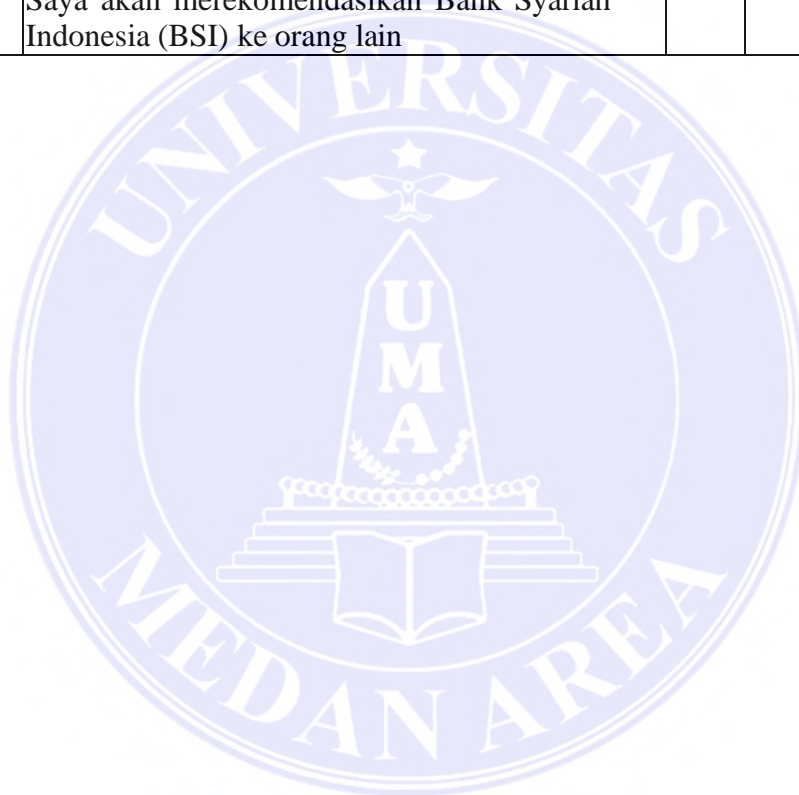 Saya akan merekomendasikan Bank Syariah
Indonesia (BSI) ke orang lain
UNIVERSITAS
U
M
A
MEDAN AREA